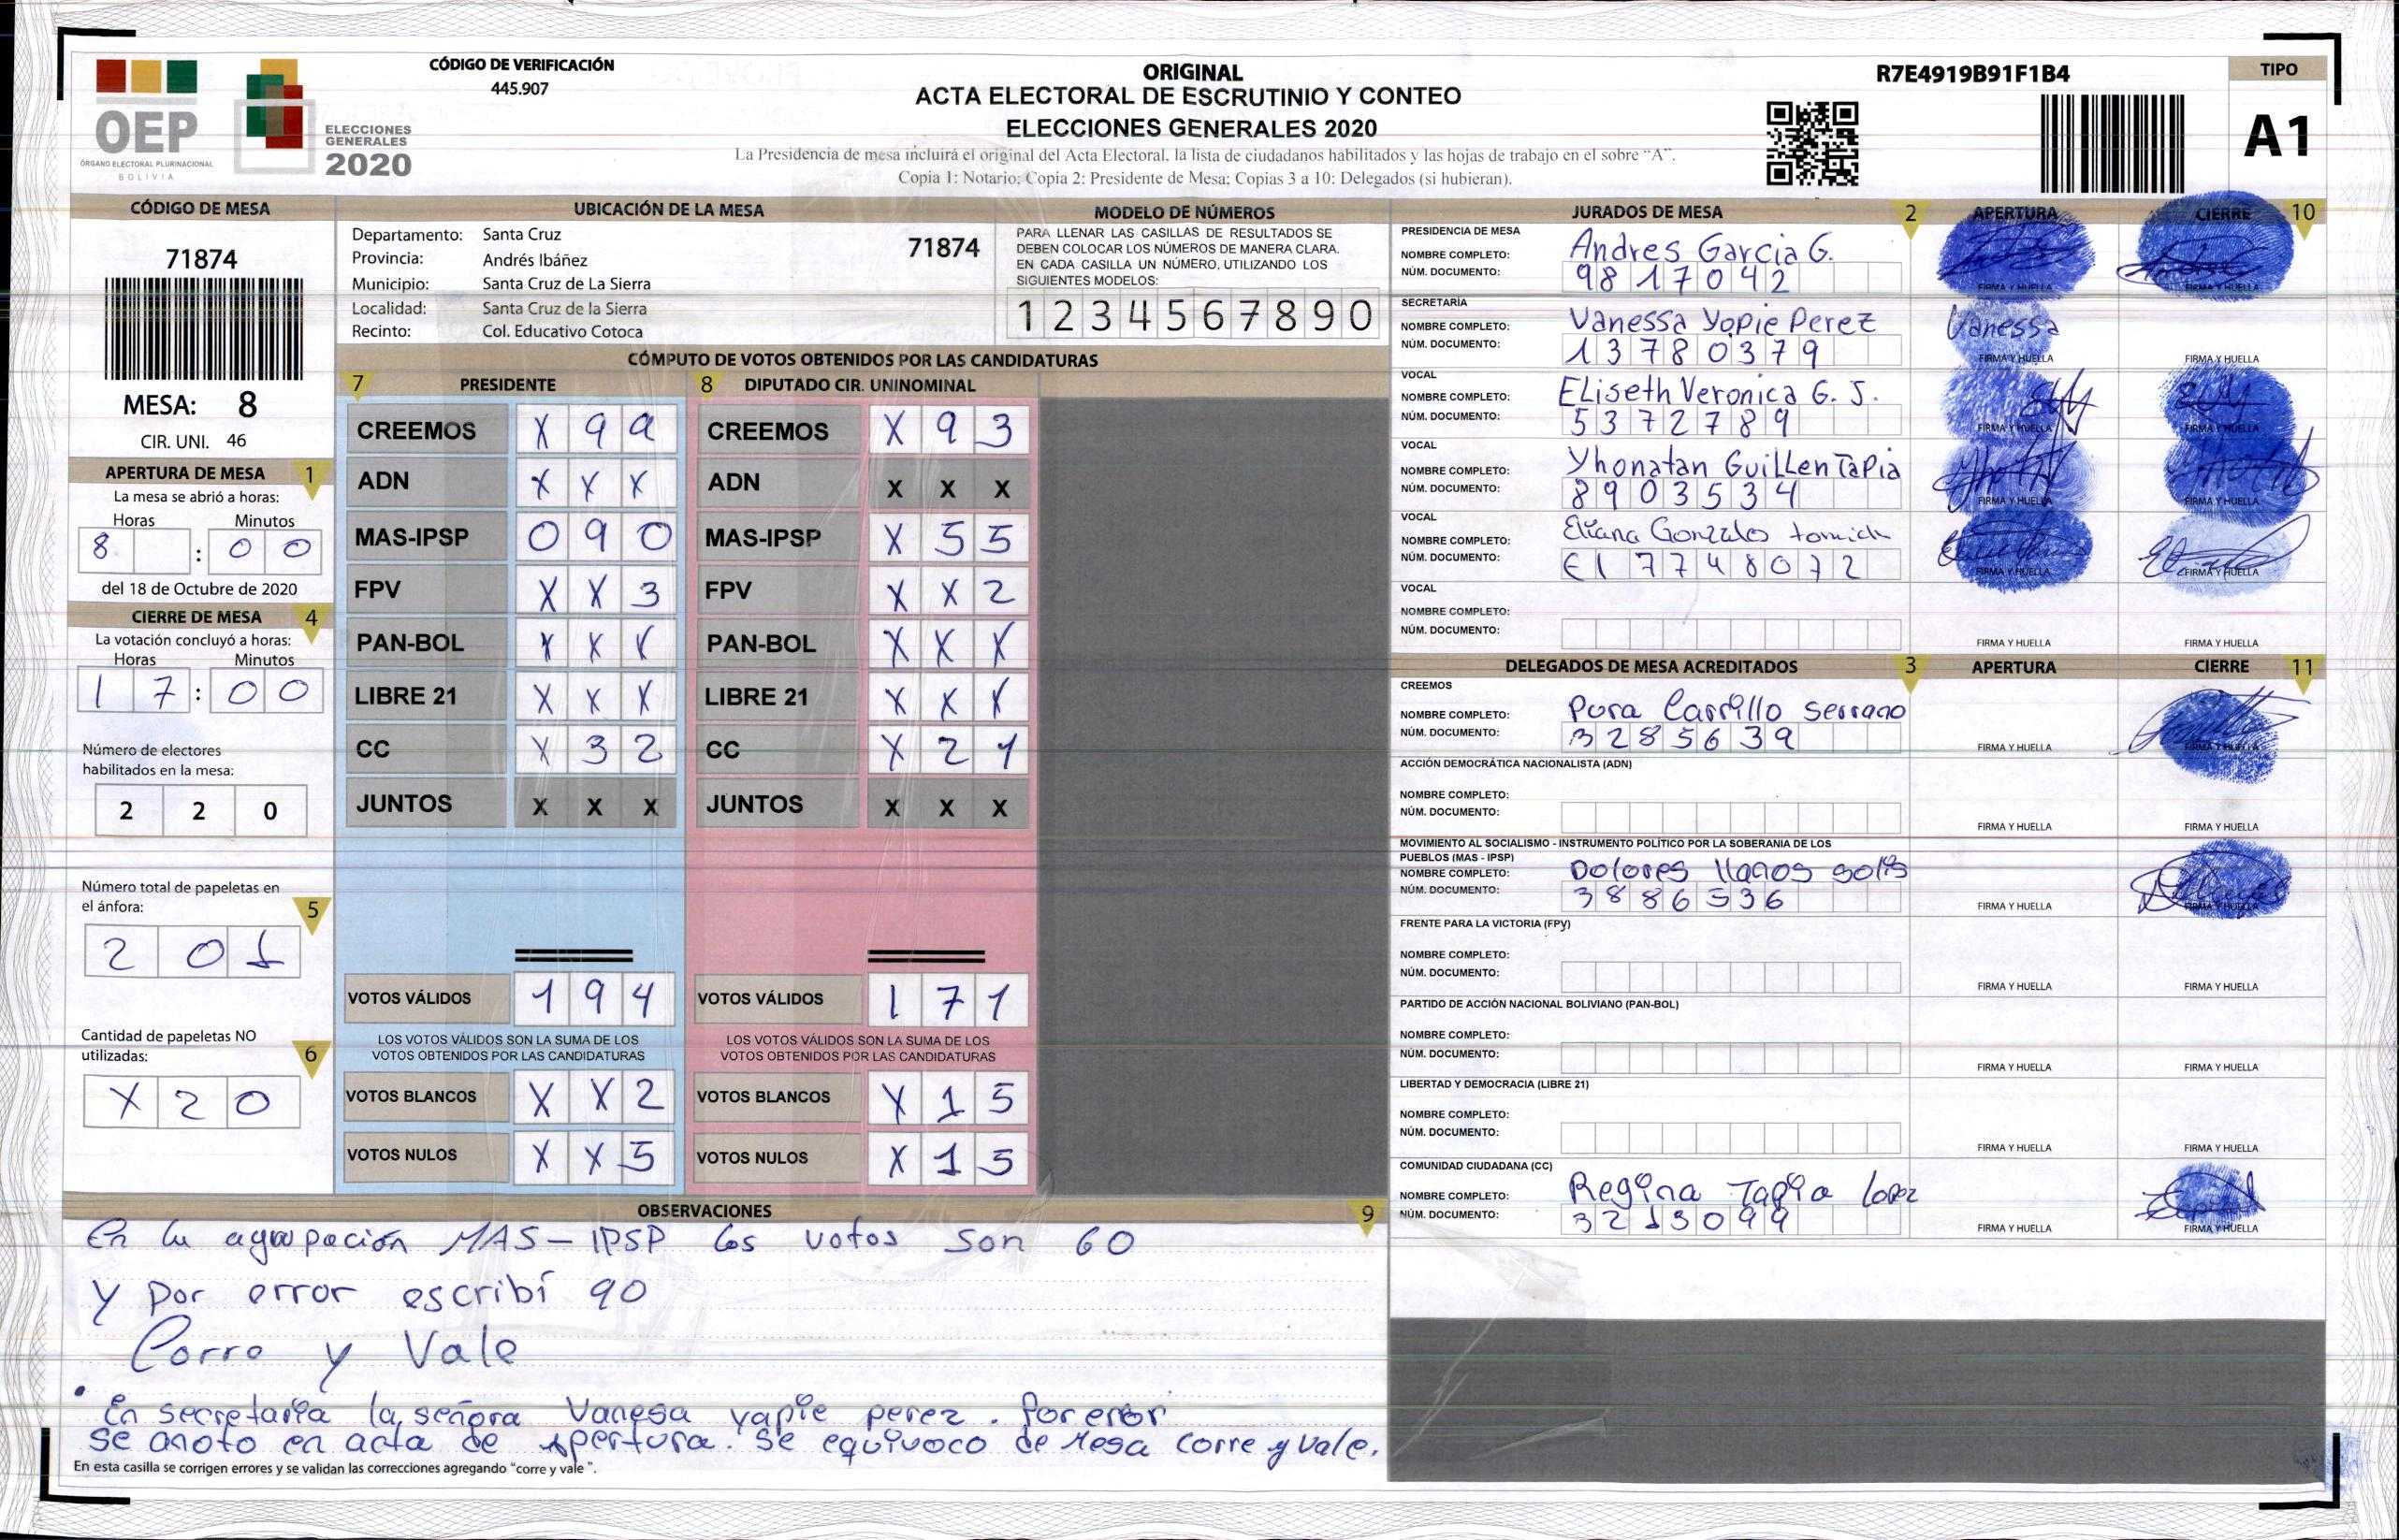 CÓDIGO DE VERIFICACIÓN
445.907
OEP
ÓRGANO ELECTORAL PLURINACIONAL
BOLIVIA
ELECCIONES
GENERALES
2020
ORIGINAL
ACTA ELECTORAL DE ESCRUTINIO Y CONTEO
ELECCIONES GENERALES 2020
La Presidencia de mesa incluirá el original del Acta Electoral, la lista de ciudadanos habilitados y las hojas de trabajo en el sobre “A”.
Copia 1: Notario; Copia 2: Presidente de Mesa; Copias 3 a 10: Delegados (si hubieran).
R7E4919B91F1B4
TIPO
A1
CÓDIGO DE MESA
71874
MESA: 8
CIR. UNI. 46
APERTURA DE MESA 1
La mesa se abrió a horas:
Horas Minutos
8 : 0 0
del 18 de Octubre de 2020
CIERRE DE MESA 4
La votación concluyó a horas:
Horas Minutos
1 7 : 0 0
Número de electores
habilitados en la mesa:
2 2 0
Número total de papeletas en
el ánfora: 5
2 0 1
Cantidad de papeletas NO
utilizadas: 6
X 2 0
UBICACIÓN DE LA MESA
Departamento: Santa Cruz 71874
Provincia: Andrés Ibáñez
Municipio: Santa Cruz de La Sierra
Localidad: Santa Cruz de la Sierra
Recinto: Col. Educativo Cotoca
MODELO DE NÚMEROS
PARA LLENAR LAS CASILLAS DE RESULTADOS SE
DEBEN COLOCAR LOS NÚMEROS DE MANERA CLARA.
EN CADA CASILLA UN NÚMERO, UTILIZANDO LOS
SIGUIENTES MODELOS:
1 2 3 4 5 6 7 8 9 0
CÓMPUTO DE VOTOS OBTENIDOS POR LAS CANDIDATURAS
7 PRESIDENTE 8 DIPUTADO CIR. UNINOMINAL
CREEMOS X 9 9 CREEMOS X 9 3
ADN X X X ADN X X X
MAS-IPSP 0 9 0 MAS-IPSP X 5 5
FPV X X 3 FPV X X 2
PAN-BOL X X X PAN-BOL X X X
LIBRE 21 X X X LIBRE 21 X X X
CC X 3 2 CC X 2 1
JUNTOS X X X JUNTOS X X X
VOTOS VÁLIDOS 1 9 4 VOTOS VÁLIDOS 1 7 1
LOS VOTOS VÁLIDOS SON LA SUMA DE LOS LOS VOTOS VÁLIDOS SON LA SUMA DE LOS
VOTOS OBTENIDOS POR LAS CANDIDATURAS VOTOS OBTENIDOS POR LAS CANDIDATURAS
VOTOS BLANCOS X X 2 VOTOS BLANCOS X 1 5
VOTOS NULOS X X 5 VOTOS NULOS X 1 5
OBSERVACIONES 9
En la agrupación MAS-IPSP los votos son 60
y por error escribí 90
Corre y Vale
• En secretaria la señora Vanesa yapie perez. Por error
se anoto en acta de apertura. Se equivoco de mesa corre y vale.
En esta casilla se corrigen errores y se validan las correcciones agregando “corre y vale ”.
JURADOS DE MESA 2 APERTURA CIERRE 10
PRESIDENCIA DE MESA
NOMBRE COMPLETO: Andres Garcia G.
NÚM. DOCUMENTO: 9817042 FIRMA Y HUELLA FIRMA Y HUELLA
SECRETARÍA
NOMBRE COMPLETO: Vanessa Yopie Perez Vanessa
NÚM. DOCUMENTO: 13780379 FIRMA Y HUELLA FIRMA Y HUELLA
VOCAL
NOMBRE COMPLETO: Eliseth Veronica G. J.
NÚM. DOCUMENTO: 5372789 FIRMA Y HUELLA FIRMA Y HUELLA
VOCAL
NOMBRE COMPLETO: Yhonatan Guillen Tapia
NÚM. DOCUMENTO: 8903534 FIRMA Y HUELLA FIRMA Y HUELLA
VOCAL
NOMBRE COMPLETO: Eliana Gonzales
NÚM. DOCUMENTO: E17748072 FIRMA Y HUELLA FIRMA Y HUELLA
VOCAL
NOMBRE COMPLETO:
NÚM. DOCUMENTO: FIRMA Y HUELLA FIRMA Y HUELLA
DELEGADOS DE MESA ACREDITADOS 3 APERTURA CIERRE 11
CREEMOS
NOMBRE COMPLETO: Pura Carrillo Serrano
NÚM. DOCUMENTO: 3285639 FIRMA Y HUELLA FIRMA Y HUELLA
ACCIÓN DEMOCRÁTICA NACIONALISTA (ADN)
NOMBRE COMPLETO:
NÚM. DOCUMENTO: FIRMA Y HUELLA FIRMA Y HUELLA
MOVIMIENTO AL SOCIALISMO - INSTRUMENTO POLÍTICO POR LA SOBERANIA DE LOS
PUEBLOS (MAS - IPSP)
NOMBRE COMPLETO: Dolores llanos solis
NÚM. DOCUMENTO: 3886536 FIRMA Y HUELLA FIRMA Y HUELLA
FRENTE PARA LA VICTORIA (FPV)
NOMBRE COMPLETO:
NÚM. DOCUMENTO: FIRMA Y HUELLA FIRMA Y HUELLA
PARTIDO DE ACCIÓN NACIONAL BOLIVIANO (PAN-BOL)
NOMBRE COMPLETO:
NÚM. DOCUMENTO: FIRMA Y HUELLA FIRMA Y HUELLA
LIBERTAD Y DEMOCRACIA (LIBRE 21)
NOMBRE COMPLETO:
NÚM. DOCUMENTO: FIRMA Y HUELLA FIRMA Y HUELLA
COMUNIDAD CIUDADANA (CC)
NOMBRE COMPLETO: Regina Tapia Lopez
NÚM. DOCUMENTO: 3213099 FIRMA Y HUELLA FIRMA Y HUELLA